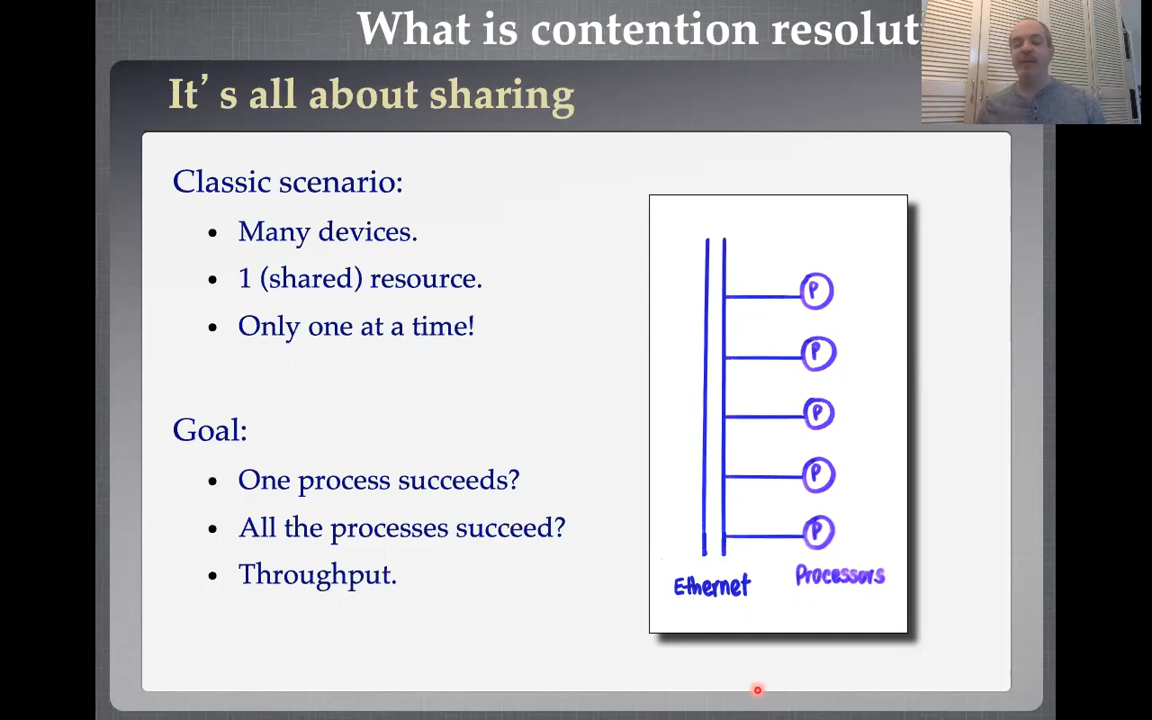 What is contention resolut
It's all about sharing
Classic scenario:
• Many devices.
• 1 (shared) resource.
• Only one at a time!
Goal:
• One process succeeds?
• All the processes succeed?
• Throughput.
P
P
P
P
P
Ethernet
Processors